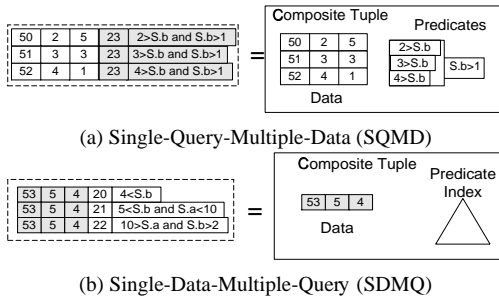 Composite Tuple
Predicates
50 2 5 23 2>S.b and S.b>1
51 3 3 23 3>S.b and S.b>1
52 4 1 23 4>S.b and S.b>1
=
50 2 5
51 3 3
52 4 1
Data
2>S.b
3>S.b
4>S.b
S.b>1
(a) Single-Query-Multiple-Data (SQMD)
Composite Tuple
53 5 4 20 4<S.b
53 5 4 21 5<S.b and S.a<10
53 5 4 22 10>S.a and S.b>2
=
53 5 4
Data
Predicate
Index
(b) Single-Data-Multiple-Query (SDMQ)